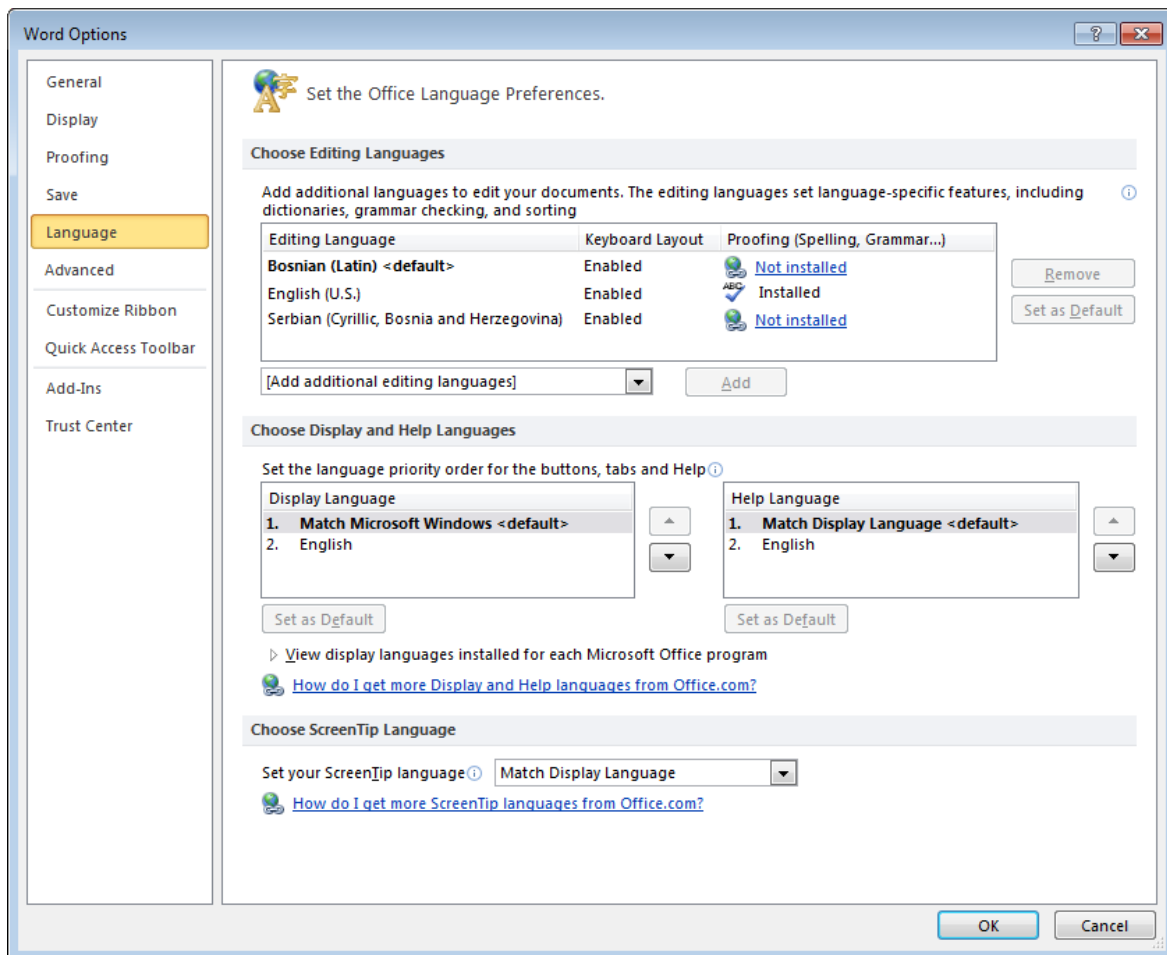 Word Options
General
Display
Proofing
Save
Language
Advanced
Customize Ribbon
Quick Access Toolbar
Add-Ins
Trust Center
Set the Office Language Preferences.
Choose Editing Languages
Add additional languages to edit your documents. The editing languages set language-specific features, including
dictionaries, grammar checking, and sorting
Editing Language Keyboard Layout Proofing (Spelling, Grammar...)
Bosnian (Latin) <default> Enabled Not installed
English (U.S.) Enabled Installed
Serbian (Cyrillic, Bosnia and Herzegovina) Enabled Not installed
Remove
Set as Default
[Add additional editing languages] Add
Choose Display and Help Languages
Set the language priority order for the buttons, tabs and Help
Display Language
1. Match Microsoft Windows <default>
2. English
Set as Default
Help Language
1. Match Display Language <default>
2. English
Set as Default
View display languages installed for each Microsoft Office program
How do I get more Display and Help languages from Office.com?
Choose ScreenTip Language
Set your ScreenTip language Match Display Language
How do I get more ScreenTip languages from Office.com?
OK Cancel